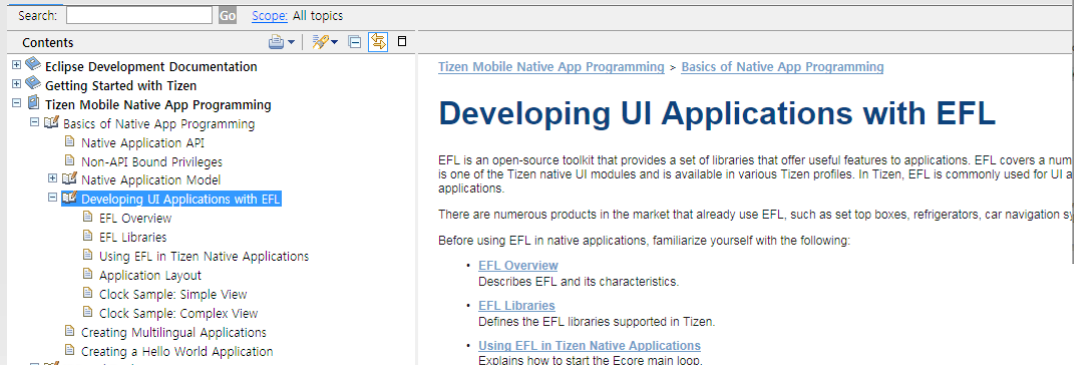 Search: Go Scope: All topics
Contents
Eclipse Development Documentation
Getting Started with Tizen
Tizen Mobile Native App Programming
Basics of Native App Programming
Native Application API
Non-API Bound Privileges
Native Application Model
Developing UI Applications with EFL
EFL Overview
EFL Libraries
Using EFL in Tizen Native Applications
Application Layout
Clock Sample: Simple View
Clock Sample: Complex View
Creating Multilingual Applications
Creating a Hello World Application
Tizen Mobile Native App Programming > Basics of Native App Programming
Developing UI Applications with EFL
EFL is an open-source toolkit that provides a set of libraries that offer useful features to applications. EFL covers a num
is one of the Tizen native UI modules and is available in various Tizen profiles. In Tizen, EFL is commonly used for UI a
applications.
There are numerous products in the market that already use EFL, such as set top boxes, refrigerators, car navigation sy
Before using EFL in native applications, familiarize yourself with the following:
• EFL Overview
Describes EFL and its characteristics.
• EFL Libraries
Defines the EFL libraries supported in Tizen.
• Using EFL in Tizen Native Applications
Explains how to start the Ecore main loop.